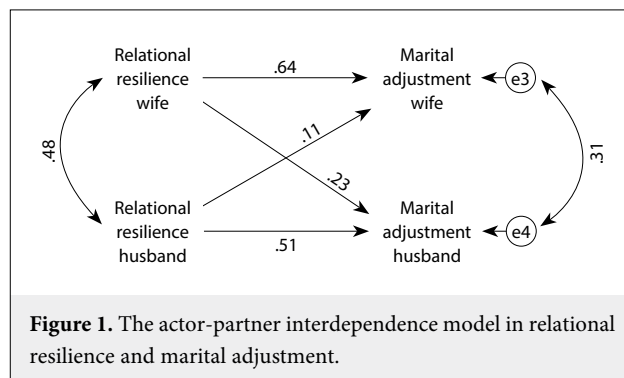 Relational
resilience
wife
.64
Marital
adjustment
wife
e3
.48
.11
.23
.31
Relational
resilience
husband
.51
Marital
adjustment
husband
e4
Figure 1. The actor-partner interdependence model in relational
resilience and marital adjustment.